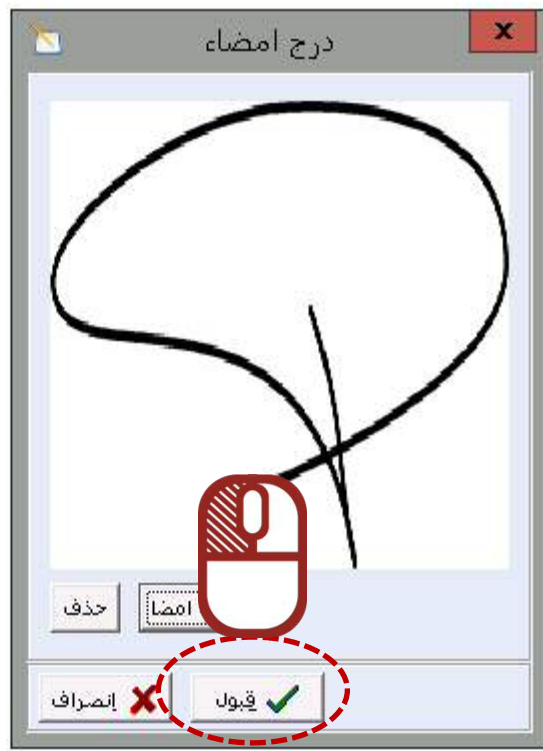 درج امضاء
امضا
حذف
قبول
إنصراف